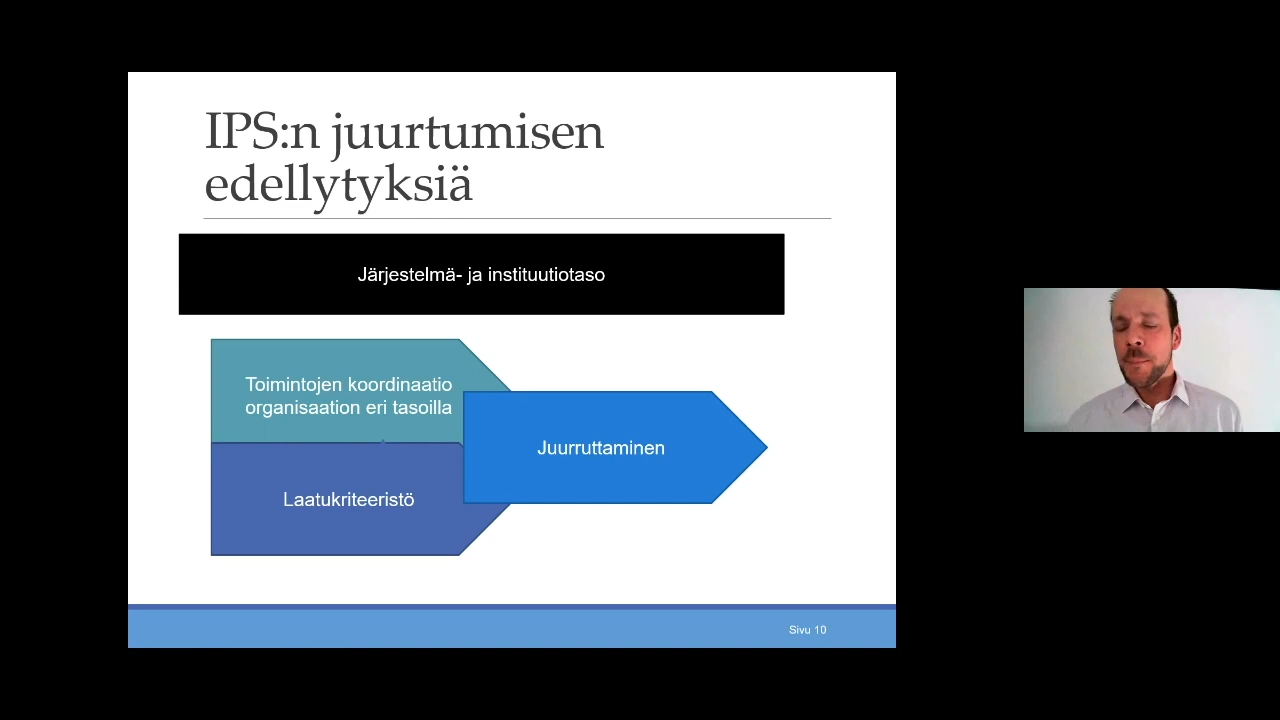 IPS:n juurtumisen
edellytyksiä
Järjestelmä- ja instituutiotaso
Toimintojen koordinaatio
organisaation eri tasoilla
Juurruttaminen
Laatukriteeristö
Sivu 10